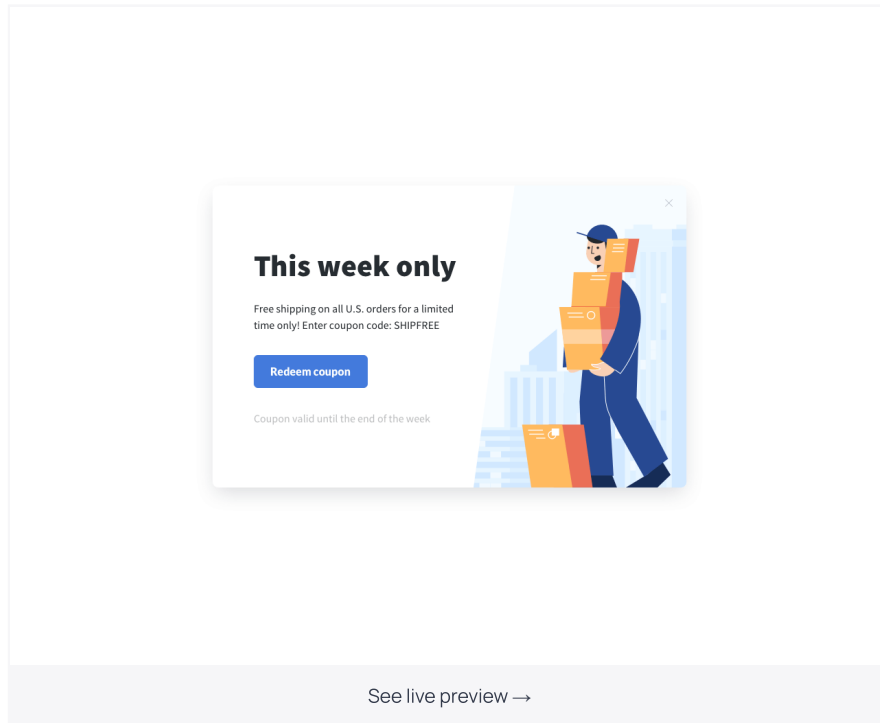 This week only
Free shipping on all U.S. orders for a limited
time only! Enter coupon code: SHIPFREE
Redeem coupon
Coupon valid until the end of the week
See live preview →